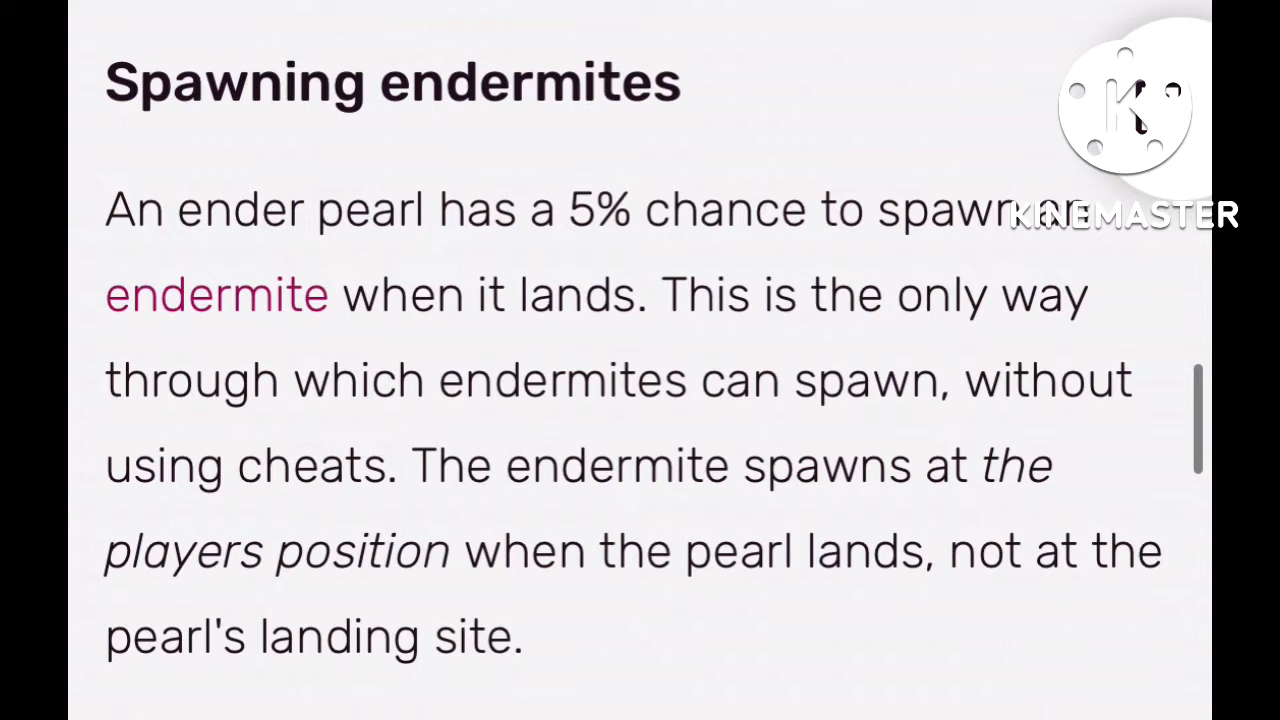 Spawning endermites
An ender pearl has a 5% chance to spawn an
endermite when it lands. This is the only way
through which endermites can spawn, without
using cheats. The endermite spawns at the
players position when the pearl lands, not at the
pearl's landing site.
K
KINEMASTER